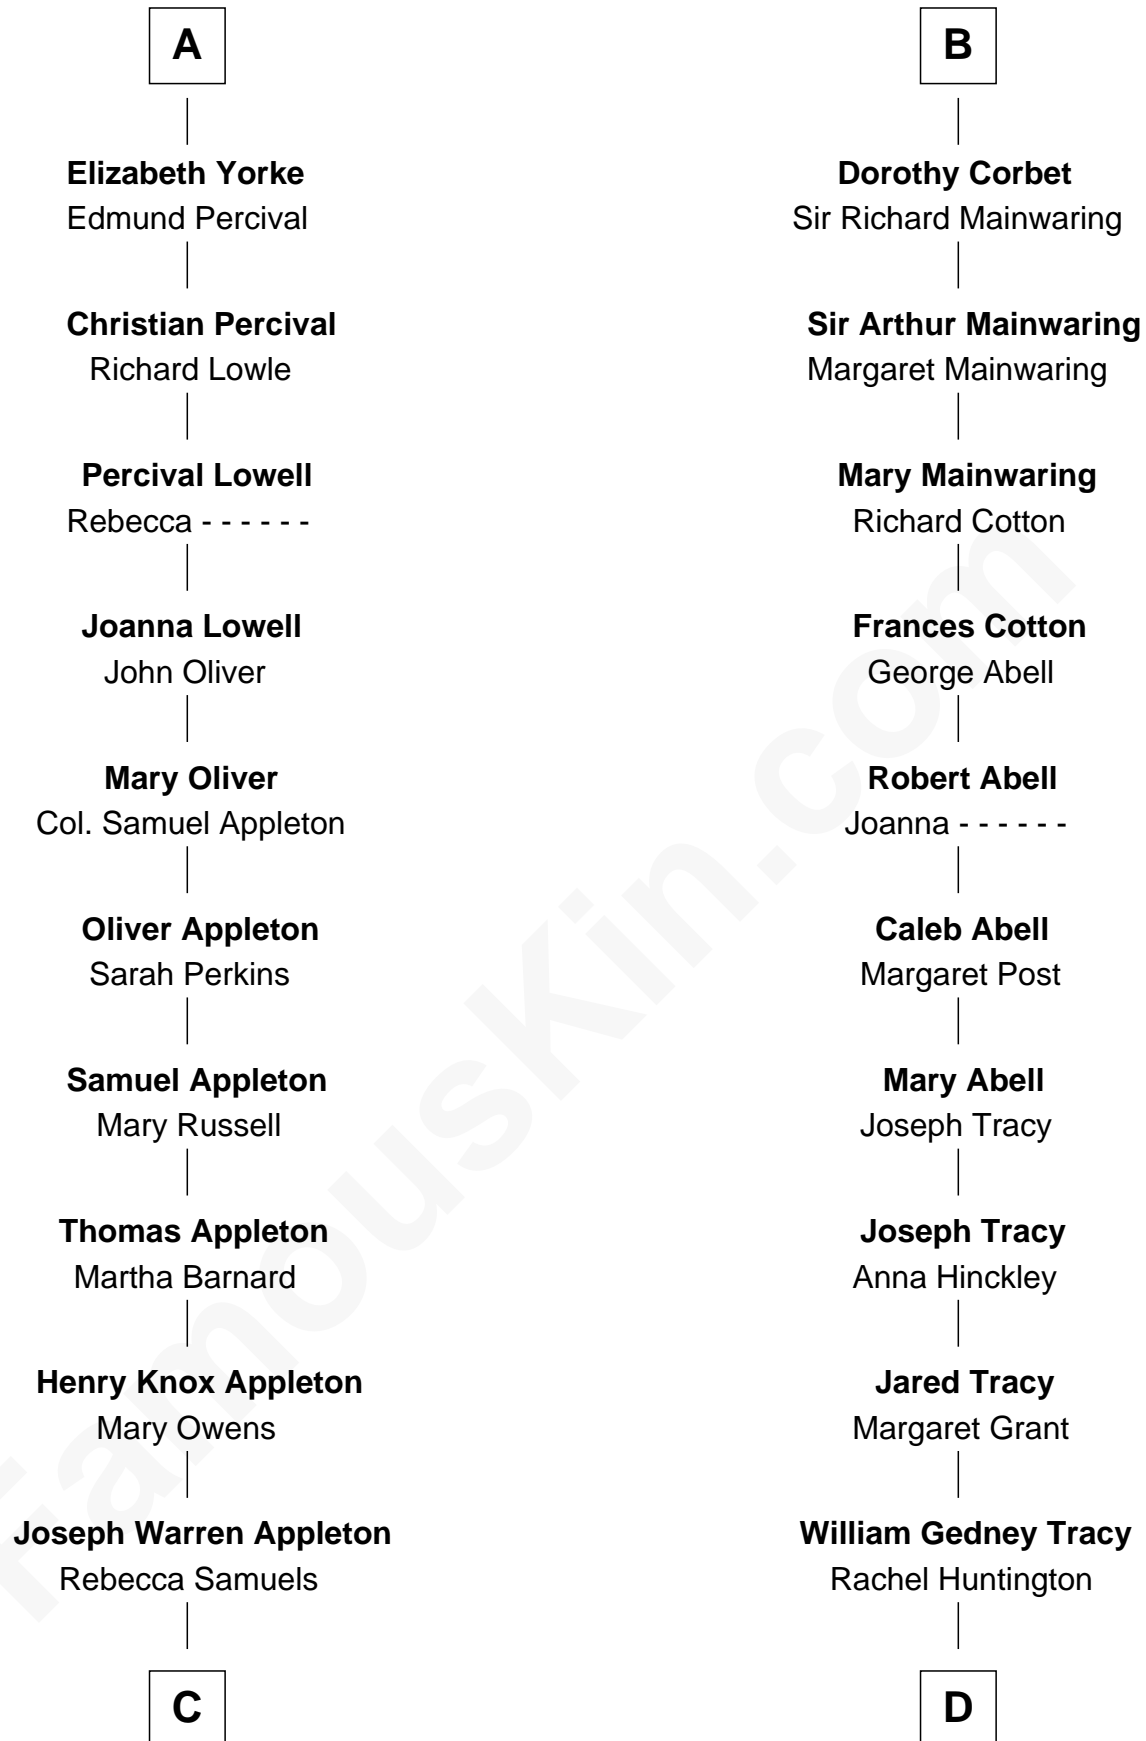 A
Elizabeth Yorke
Edmund Percival
Christian Percival
Richard Lowle
Percival Lowell
Rebecca - - - - - -
Joanna Lowell
John Oliver
Mary Oliver
Col. Samuel Appleton
Oliver Appleton
Sarah Perkins
Samuel Appleton
Mary Russell
Thomas Appleton
Martha Barnard
Henry Knox Appleton
Mary Owens
Joseph Warren Appleton
Rebecca Samuels
C
B
Dorothy Corbet
Sir Richard Mainwaring
Sir Arthur Mainwaring
Margaret Mainwaring
Mary Mainwaring
Richard Cotton
Frances Cotton
George Abell
Robert Abell
Joanna - - - - - -
Caleb Abell
Margaret Post
Mary Abell
Joseph Tracy
Joseph Tracy
Anna Hinckley
Jared Tracy
Margaret Grant
William Gedney Tracy
Rachel Huntington
D
FamousKin.com